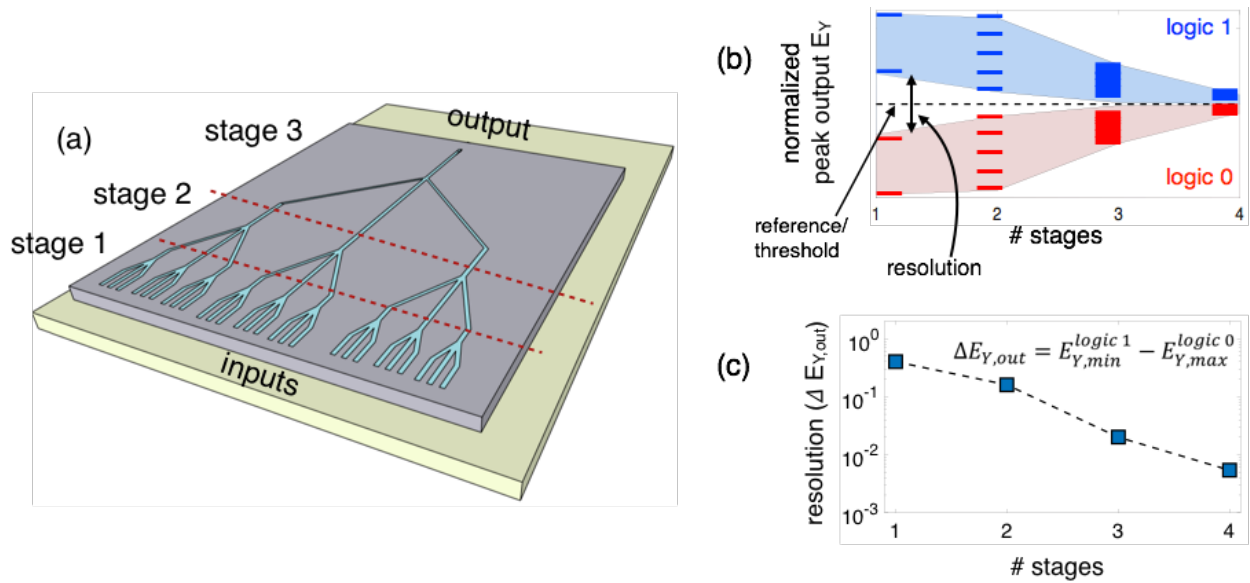 (a)
stage 3
output
stage 2
stage 1
inputs
(b)
normalized
peak output E_Y
logic 1
logic 0
1 2 3 4
# stages
reference/
threshold
resolution
(c)
resolution (Δ E_Y,out)
10^0
10^-1
10^-2
10^-3
ΔE_Y,out = E_Y,min^logic 1 − E_Y,max^logic 0
1 2 3 4
# stages